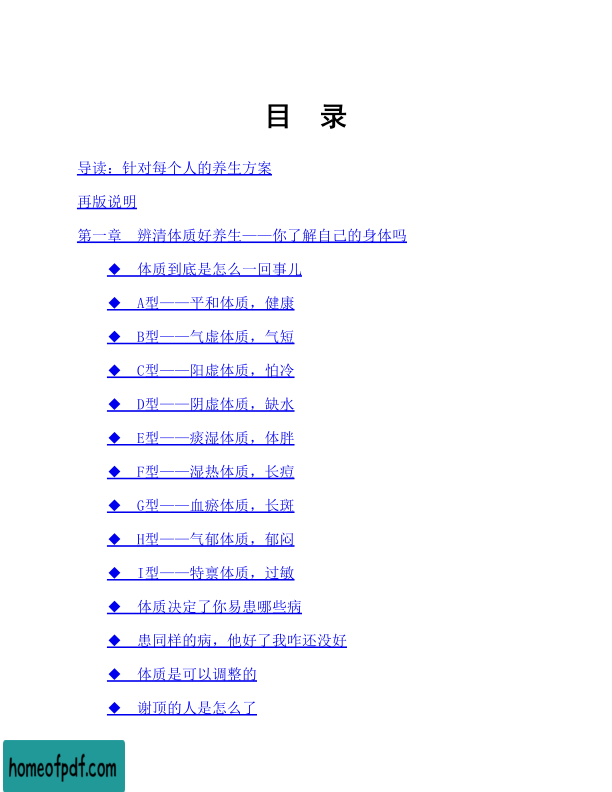 目 录
导读：针对每个人的养生方案
再版说明
第一章 辨清体质好养生——你了解自己的身体吗
◆ 体质到底是怎么一回事儿
◆ A型——平和体质，健康
◆ B型——气虚体质，气短
◆ C型——阳虚体质，怕冷
◆ D型——阴虚体质，缺水
◆ E型——痰湿体质，体胖
◆ F型——湿热体质，长痘
◆ G型——血瘀体质，长斑
◆ H型——气郁体质，郁闷
◆ I型——特禀体质，过敏
◆ 体质决定了你易患哪些病
◆ 患同样的病，他好了我咋还没好
◆ 体质是可以调整的
◆ 谢顶的人是怎么了
homeofpdf.com